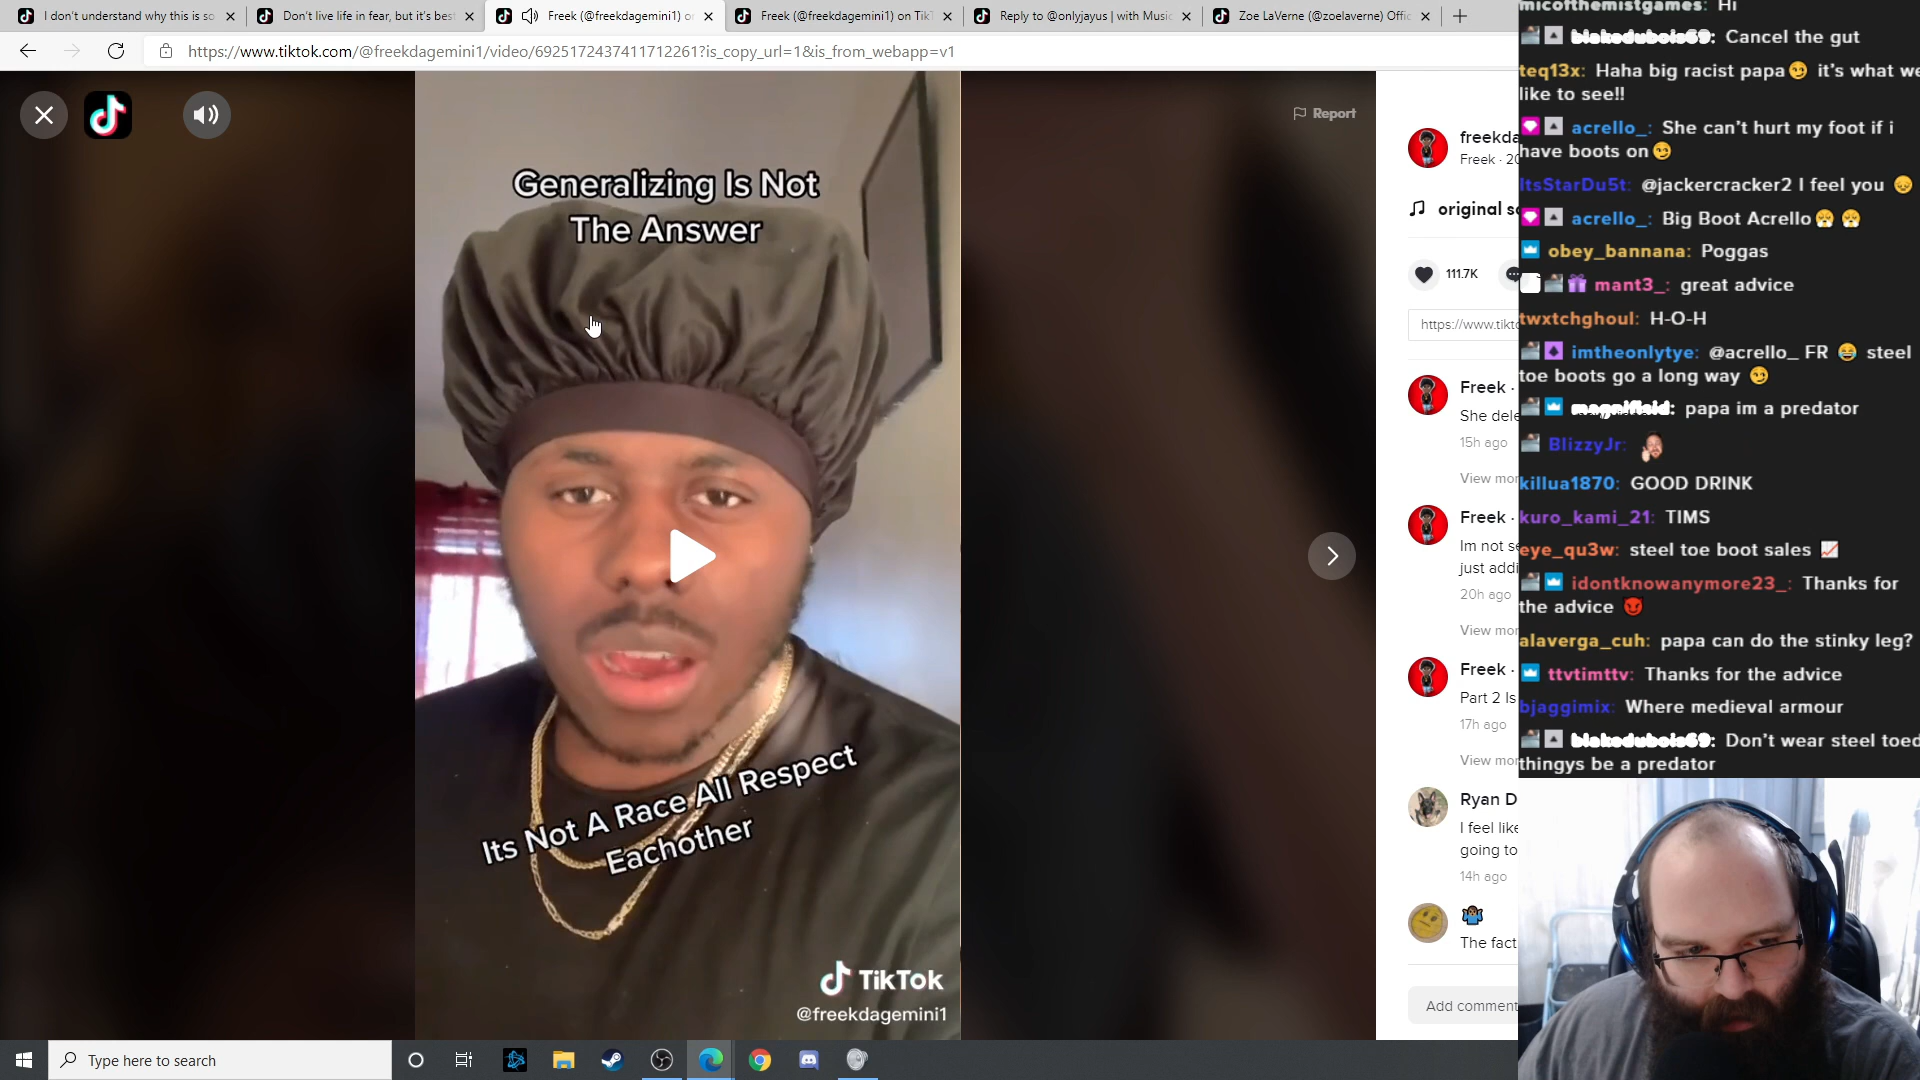 I don't understand why this is so
Don't live life in fear, but it's best
Freek (@freekdagemini1) o
Freek (@freekdagemini1) on TikT
Reply to @onlyjayus | with Music
Zoe LaVerne (@zoelaverne) Offic
https://www.tiktok.com/@freekdagemini1/video/6925172437411712261?is_copy_url=1&is_from_webapp=v1
Report
Generalizing Is Not
The Answer
Its Not A Race All Respect
Eachother
TikTok
@freekdagemini1
freekda
Freek · 20
original s
111.7K
https://www.tikt
Freek ·
She dele
15h ago
View mor
Freek ·
Im not se
just addi
20h ago
View mor
Freek ·
Part 2 Is
17h ago
View mor
Ryan D
I feel like
going to
14h ago
The fact
Add comment
micofthemistgames: Hi
Cancel the gut
teq13x: Haha big racist papa😏 it's what we
like to see!!
acrello_: She can't hurt my foot if i
have boots on😏
ItsStarDu5t: @jackercracker2 I feel you 😞
acrello_: Big Boot Acrello😤 😤
obey_bannana: Poggas
mant3_: great advice
twxtchghoul: H-O-H
imtheonlytye: @acrello_ FR 😂 steel
toe boots go a long way 😏
papa im a predator
BlizzyJr:
killua1870: GOOD DRINK
kuro_kami_21: TIMS
eye_qu3w: steel toe boot sales 📈
idontknowanymore23_: Thanks for
the advice 😈
alaverga_cuh: papa can do the stinky leg?
ttvtimttv: Thanks for the advice
bjaggimix: Where medieval armour
Don't wear steel toed
thingys be a predator
Type here to search